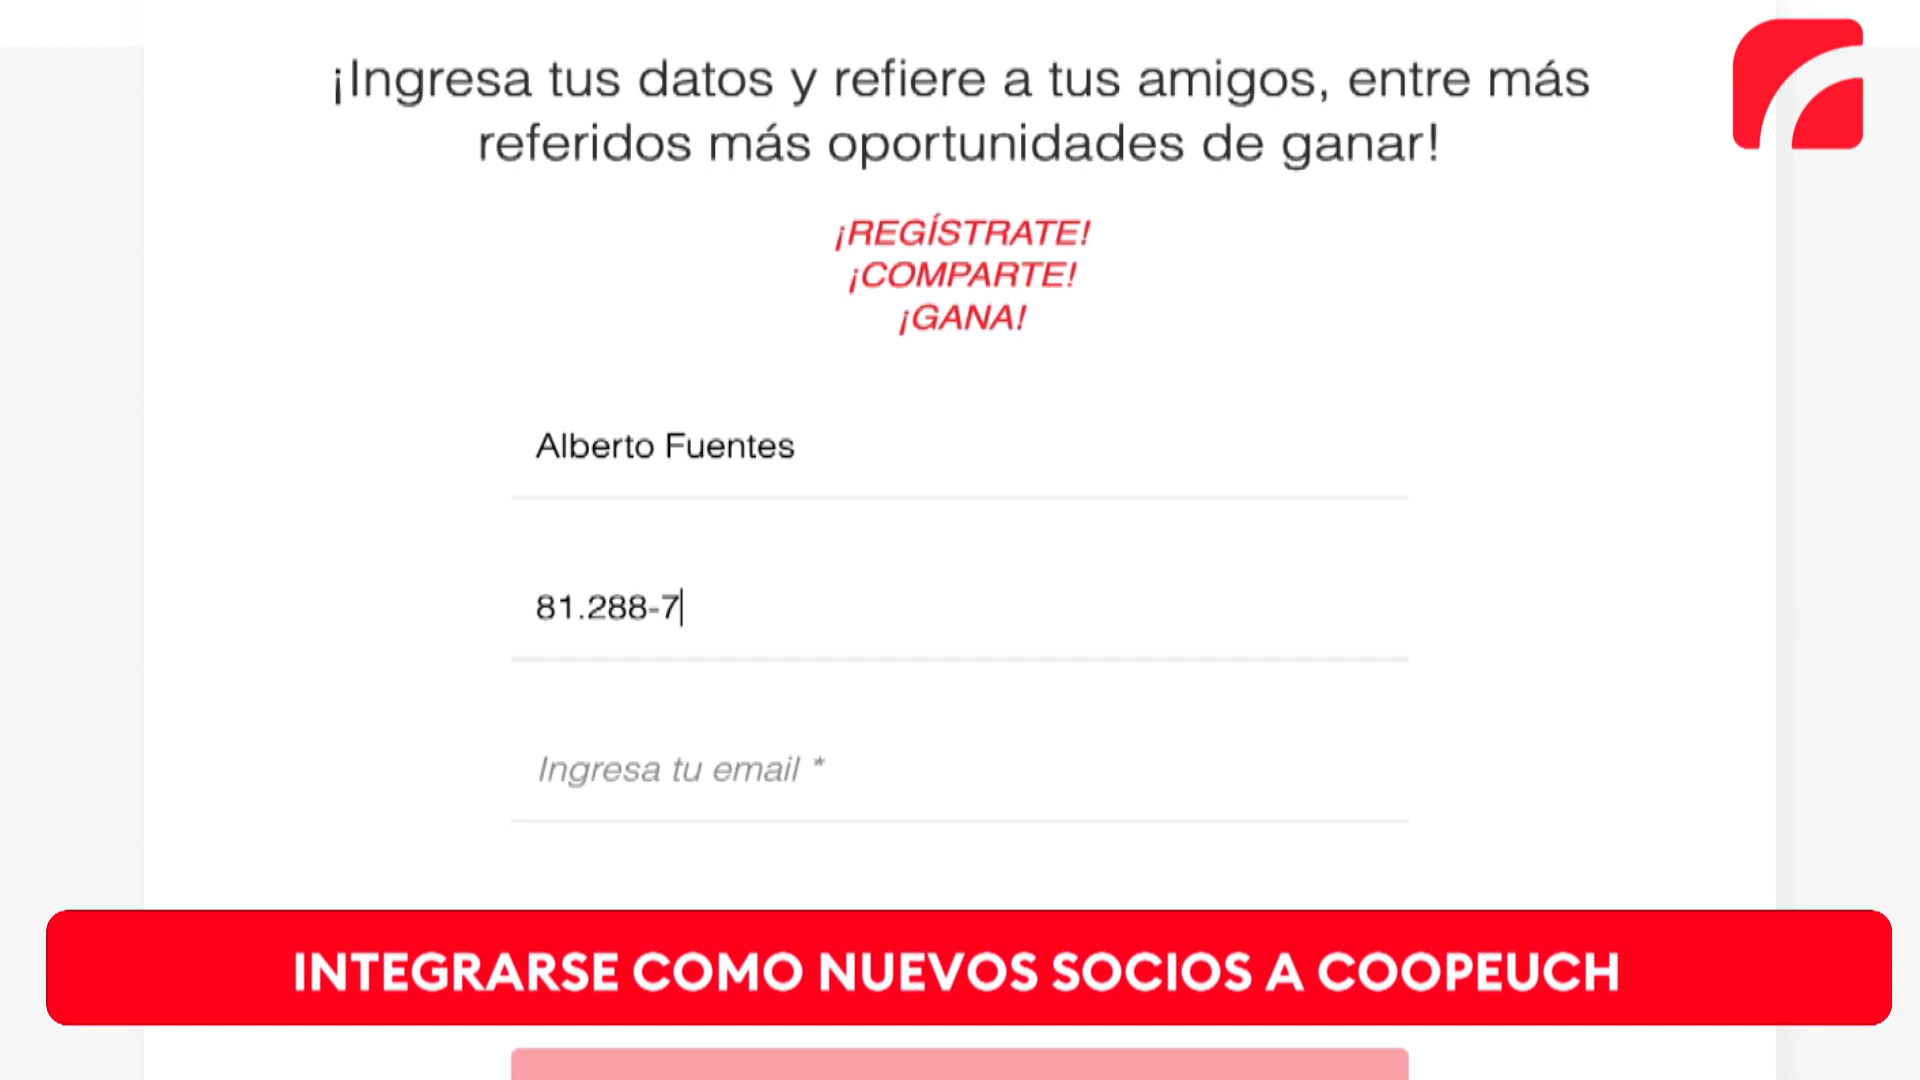 ¡Ingresa tus datos y refiere a tus amigos, entre más
referidos más oportunidades de ganar!
¡REGÍSTRATE!
¡COMPARTE!
¡GANA!
Alberto Fuentes
81.288-7
Ingresa tu email *
INTEGRARSE COMO NUEVOS SOCIOS A COOPEUCH